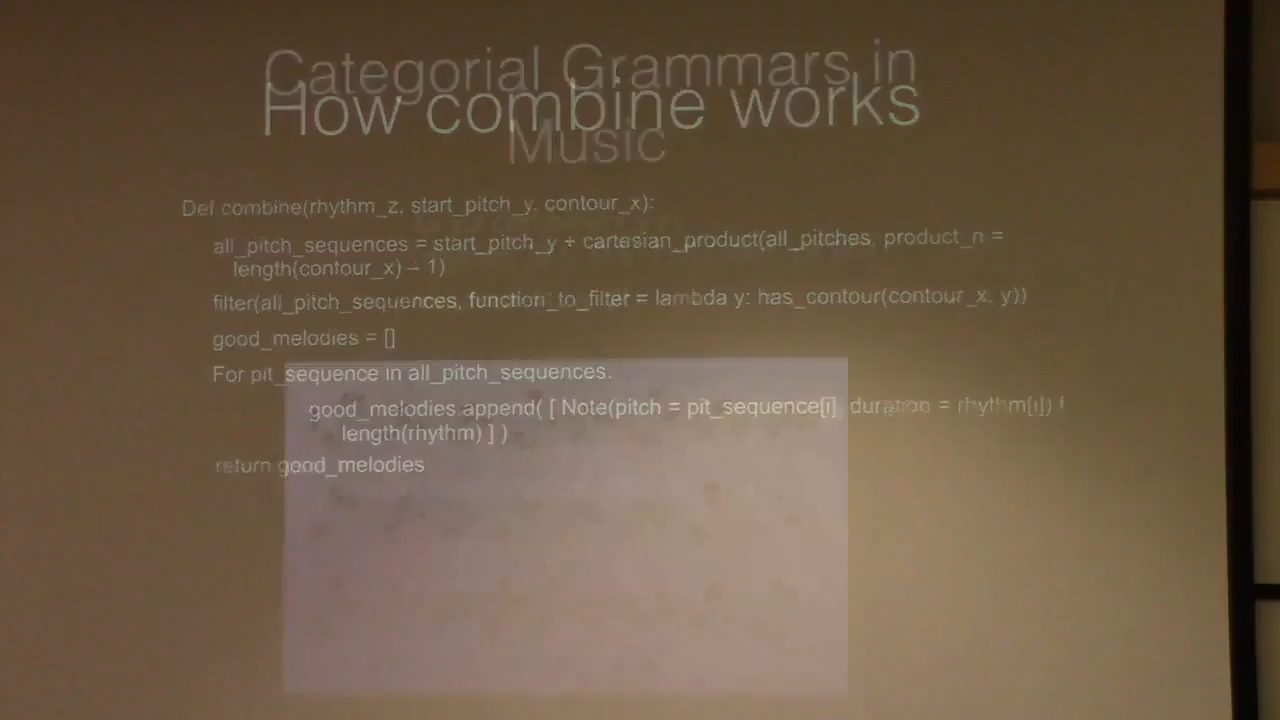 Categorial Grammars in
How combine works
Music
Def combine(rhythm_z, start_pitch_y, contour_x):
all_pitch_sequences = start_pitch_y + cartesian_product(all_pitches, product_n =
length(contour_x) – 1)
filter(all_pitch_sequences, function_to_filter = lambda y: has_contour(contour_x, y))
good_melodies = []
For pit_sequence in all_pitch_sequences:
good_melodies.append( [ Note(pitch = pit_sequence[i], duration = rhythm[i]) f
length(rhythm) ] )
return good_melodies